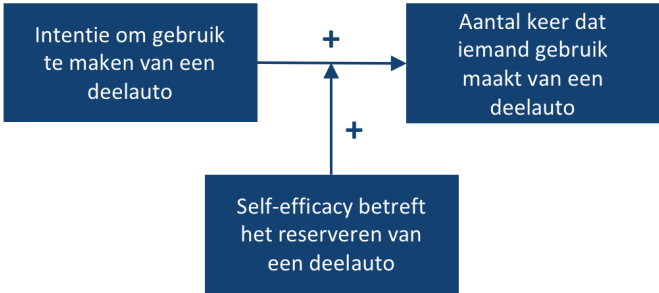 Intentie om gebruik
te maken van een
deelauto
+
Aantal keer dat
iemand gebruik
maakt van een
deelauto
+
Self-efficacy betreft
het reserveren van
een deelauto